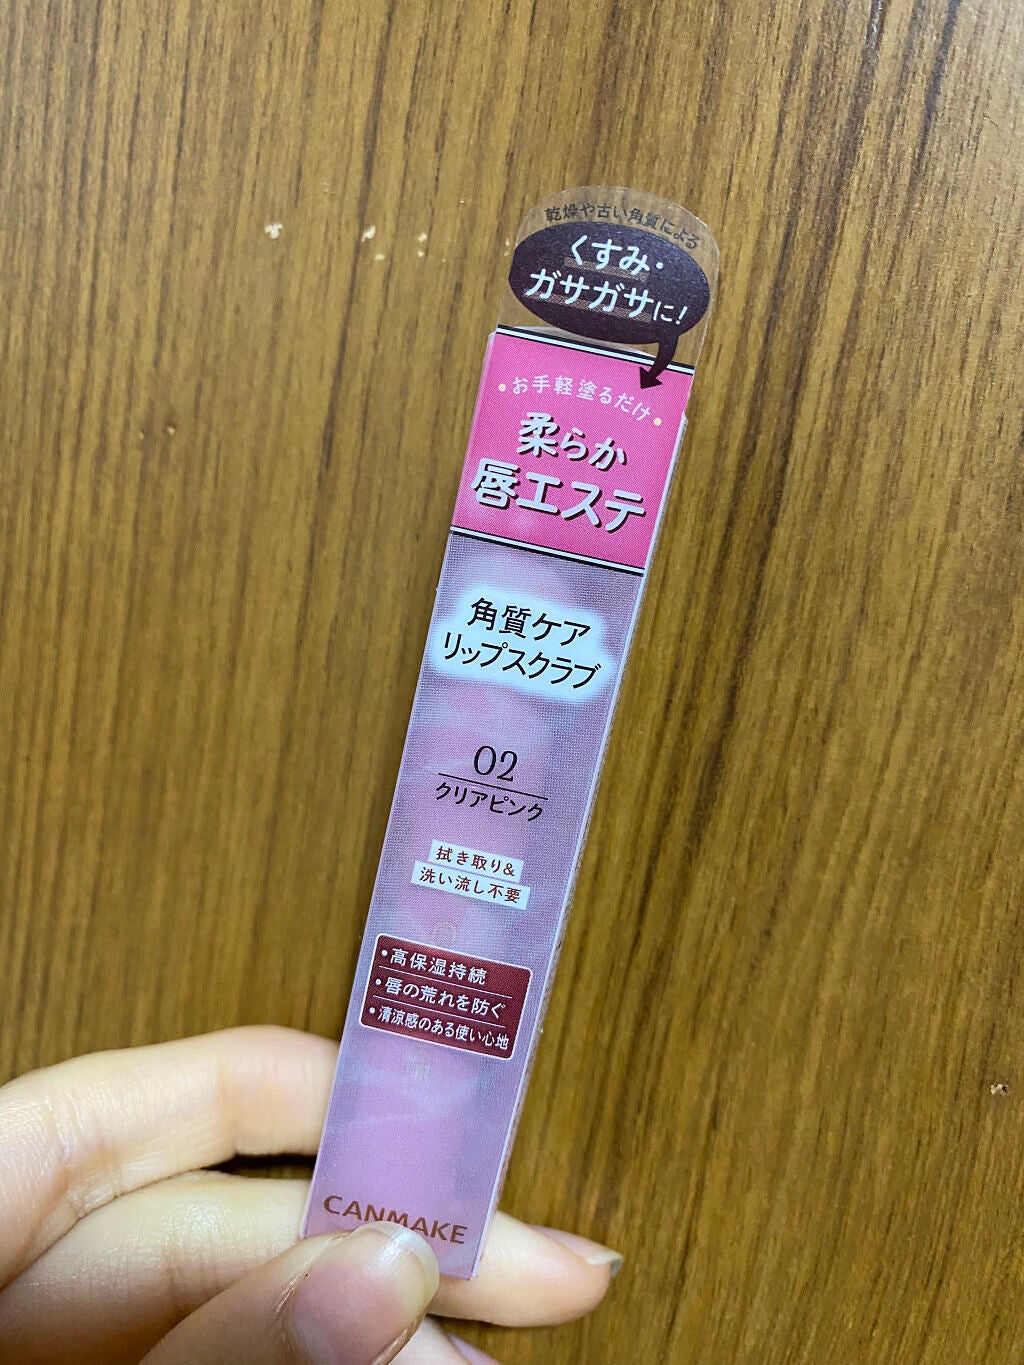 乾燥や古い角質による
くすみ・
ガサガサに!
・お手軽塗るだけ・
柔らか
唇エステ
角質ケア
リップスクラブ
02
クリアピンク
拭き取り&
洗い流し不要
・高保湿持続
・唇の荒れを防ぐ
・清涼感のある使い心地
CANMAKE